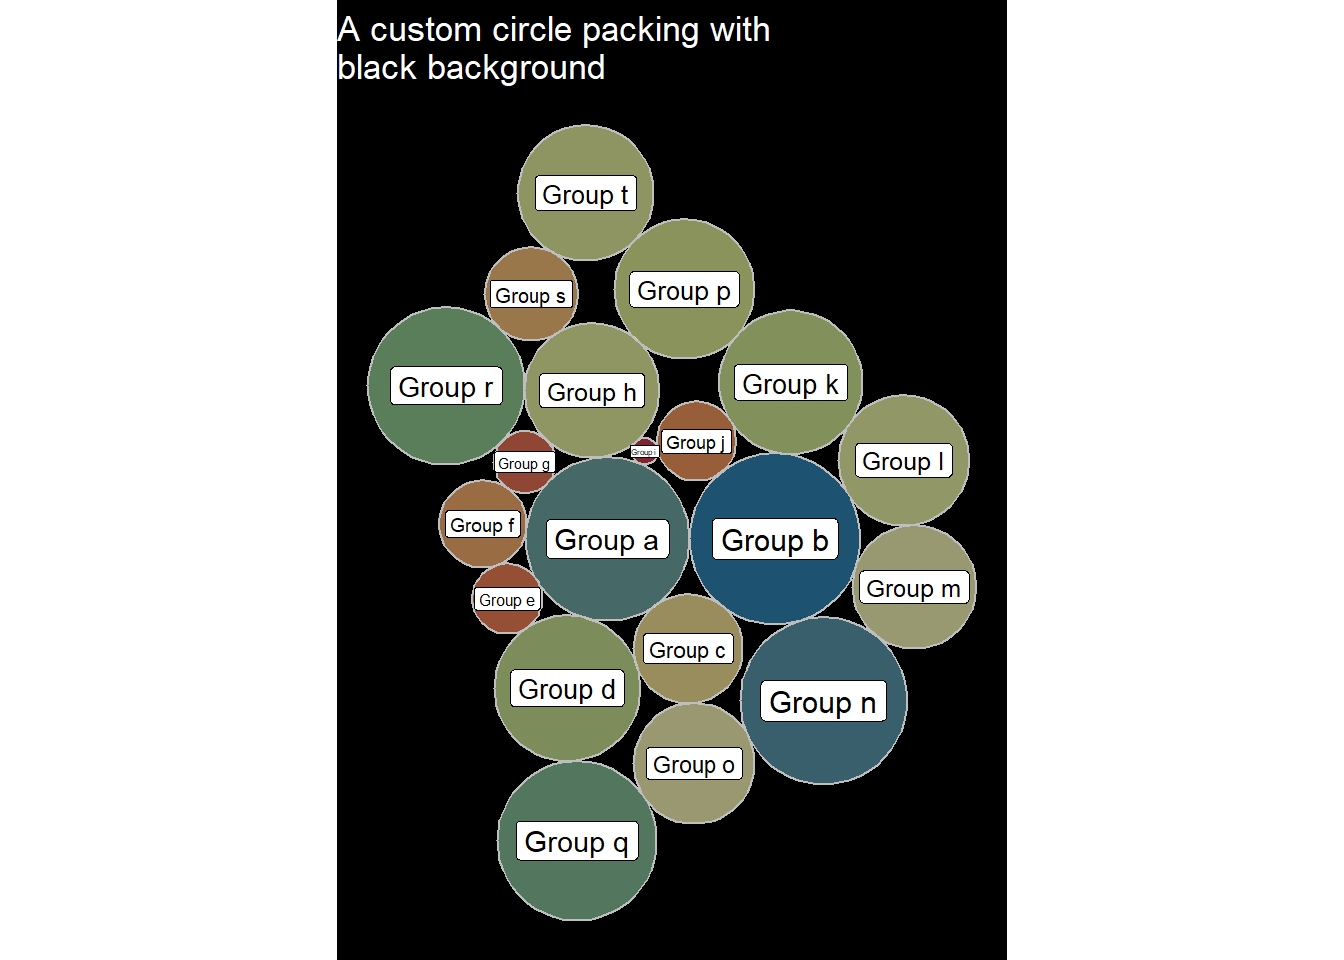 A custom circle packing with
black background
Group t
Group s
Group p
Group r
Group h
Group k
Group j
Group i
Group g
Group l
Group f
Group a
Group b
Group m
Group e
Group c
Group d
Group n
Group o
Group q